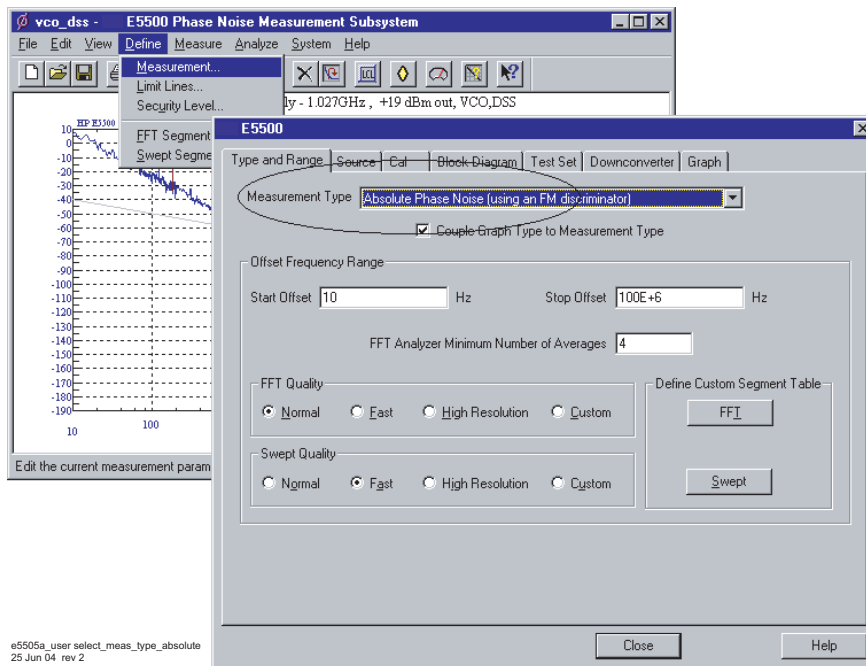 vco_dss - E5500 Phase Noise Measurement Subsystem
File Edit View Define Measure Analyze System Help
Measurement...
Limit Lines...
Security Level...
FFT Segment
Swept Segme
ly - 1.027GHz , +19 dBm out, VCO,DSS
HP E5500
10
0
-10
-20
-30
-40
-50
-60
-70
-80
-90
-100
-110
-120
-130
-140
-150
-160
-170
-180
-190
10
100
Edit the current measurement param
E5500
Type and Range Source Cal Block Diagram Test Set Downconverter Graph
Measurement Type Absolute Phase Noise (using an FM discriminator)
Couple Graph Type to Measurement Type
Offset Frequency Range
Start Offset 10 Hz Stop Offset 100E+6 Hz
FFT Analyzer Minimum Number of Averages 4
FFT Quality
Normal Fast High Resolution Custom
Define Custom Segment Table
FFT
Swept Quality
Normal Fast High Resolution Custom
Swept
Close Help
e5505a_user select_meas_type_absolute
25 Jun 04 rev 2